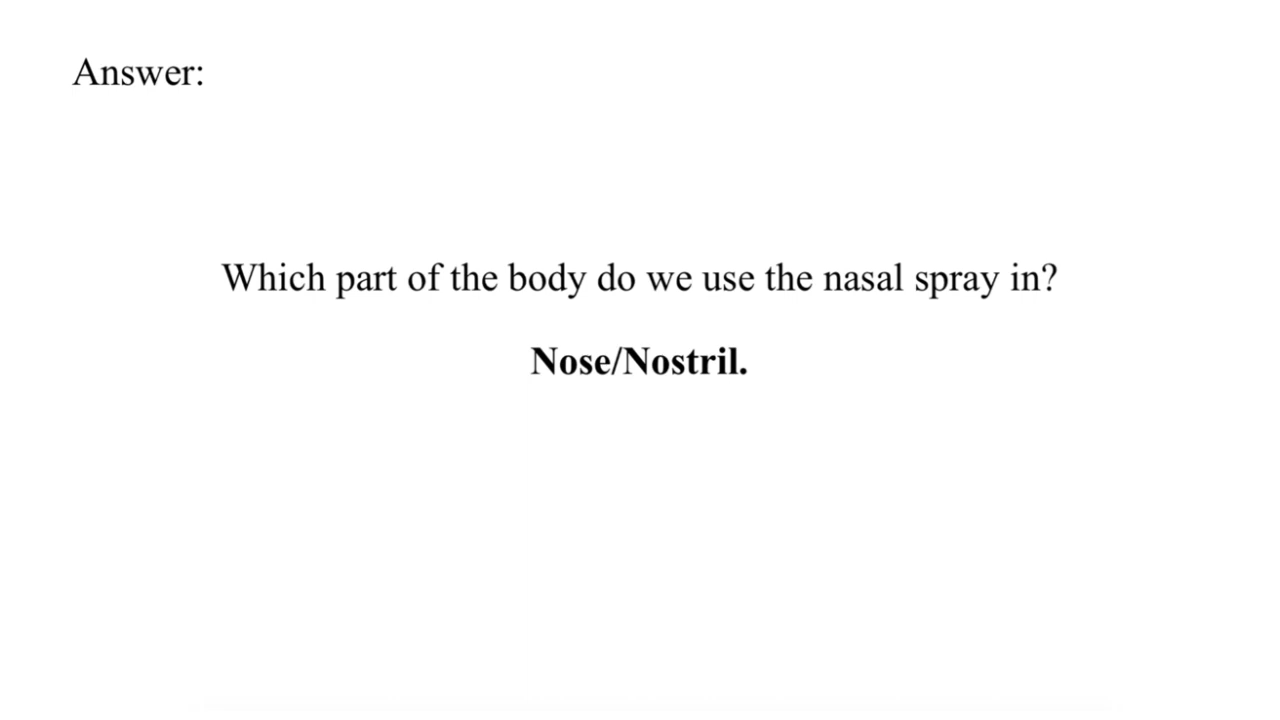 Answer:
Which part of the body do we use the nasal spray in?
Nose/Nostril.